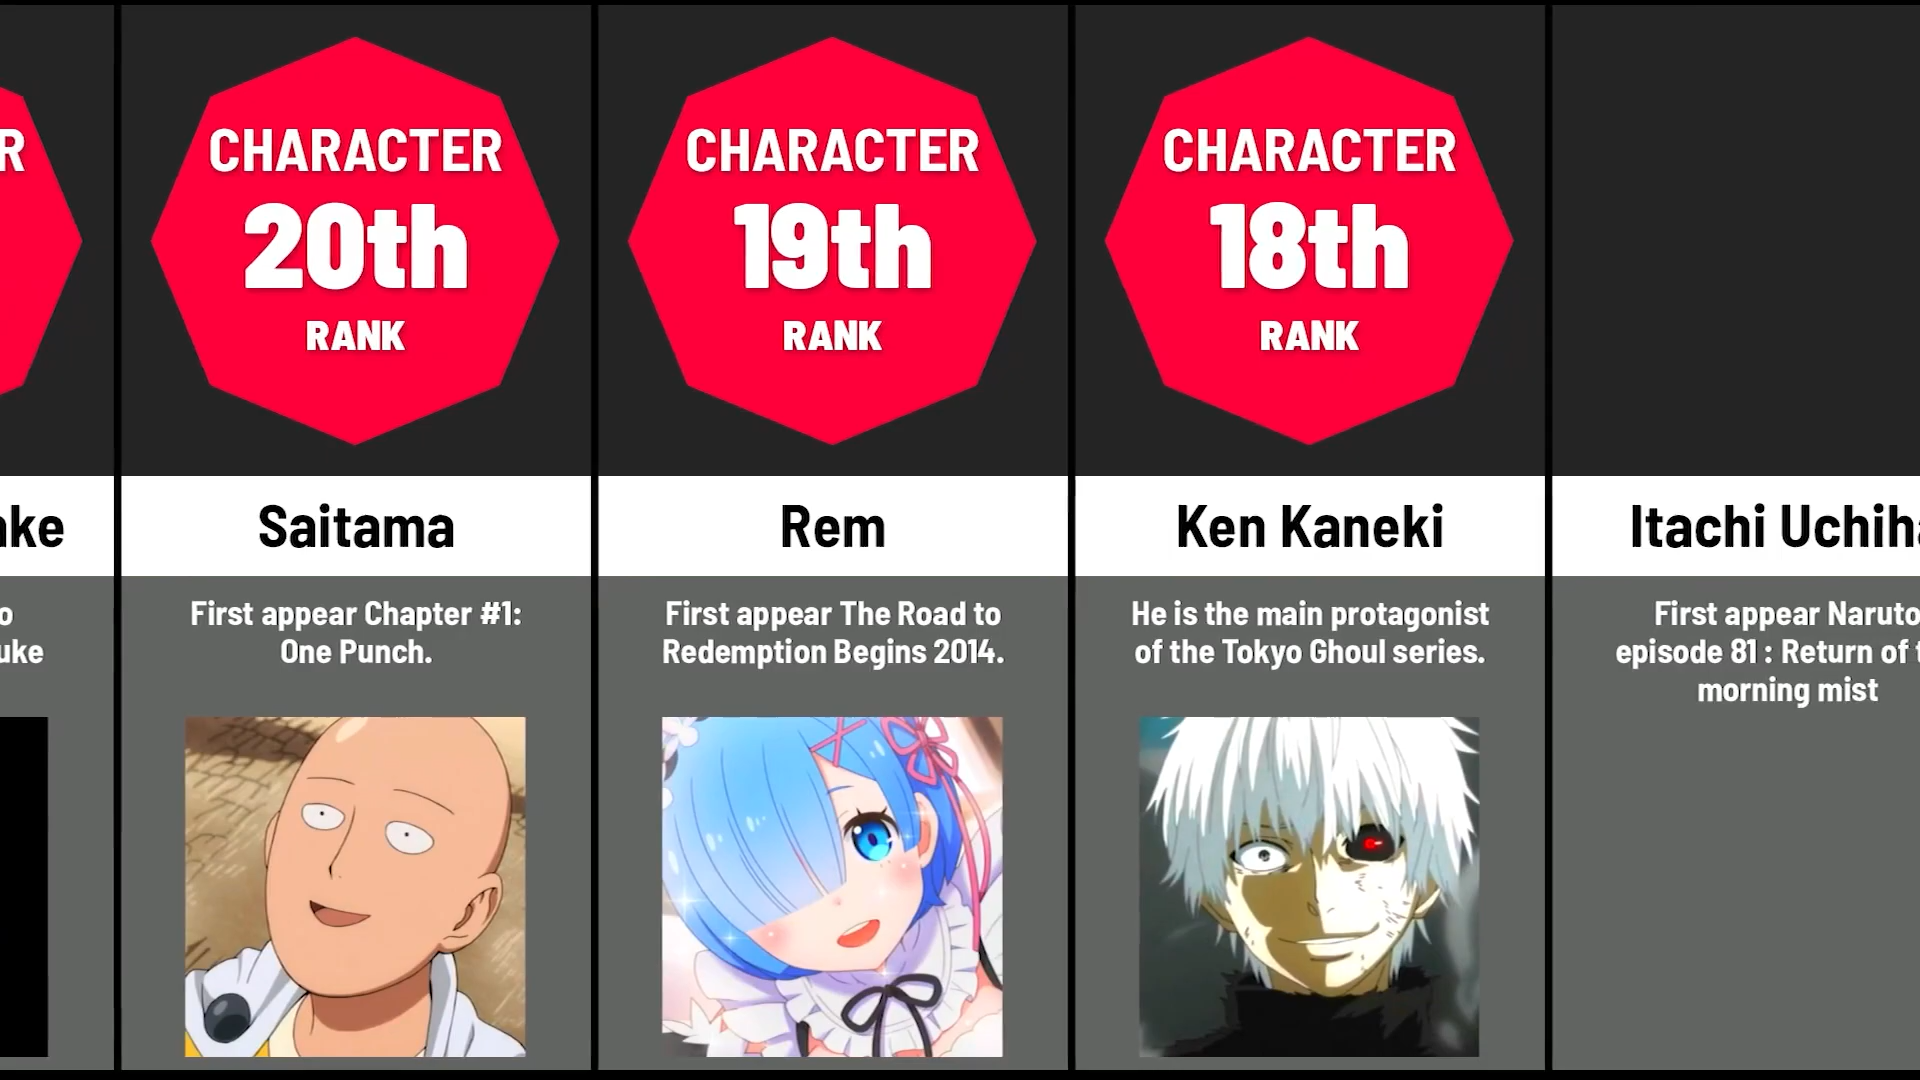 CHARACTER
20th
RANK
Saitama
First appear Chapter #1:
One Punch.
CHARACTER
19th
RANK
Rem
First appear The Road to
Redemption Begins 2014.
CHARACTER
18th
RANK
Ken Kaneki
He is the main protagonist
of the Tokyo Ghoul series.
Itachi Uchiha
First appear Naruto
episode 81 : Return of
morning mist